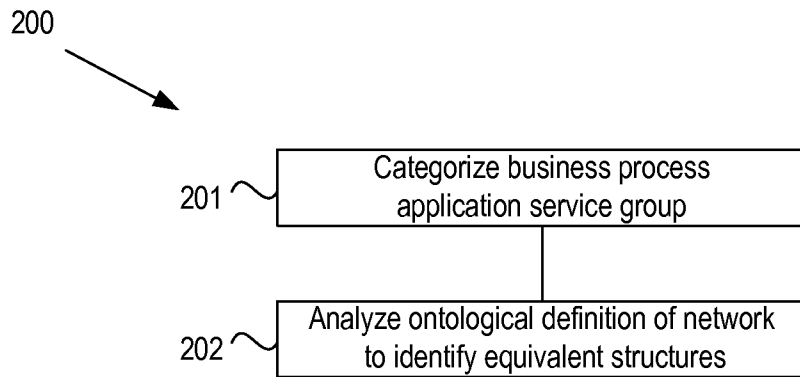 200
201
Categorize business process
application service group
202
Analyze ontological definition of network
to identify equivalent structures